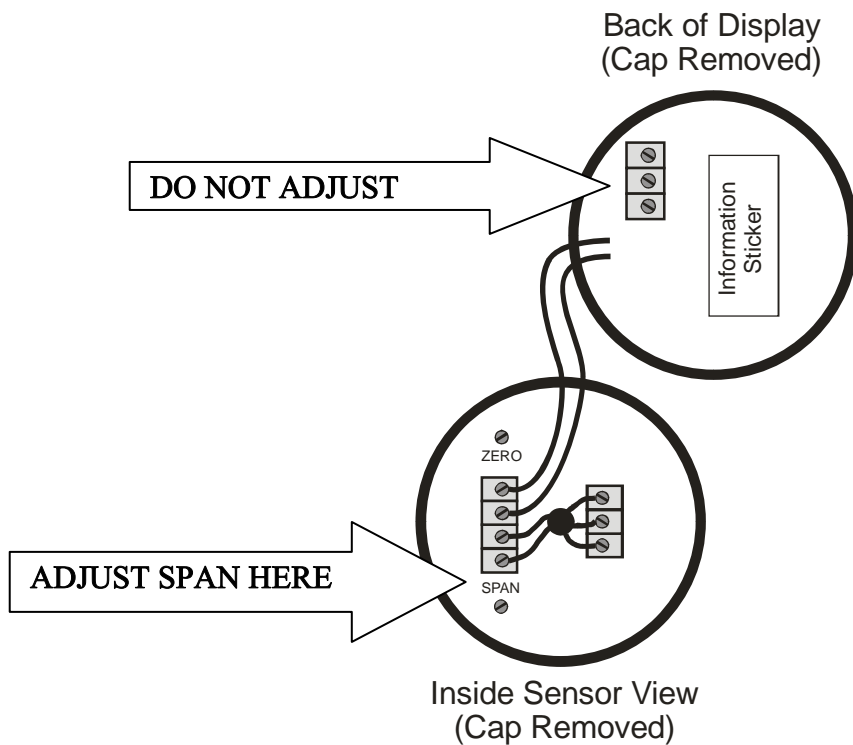 Back of Display
(Cap Removed)
DO NOT ADJUST
Information
Sticker
ZERO
ADJUST SPAN HERE
SPAN
Inside Sensor View
(Cap Removed)